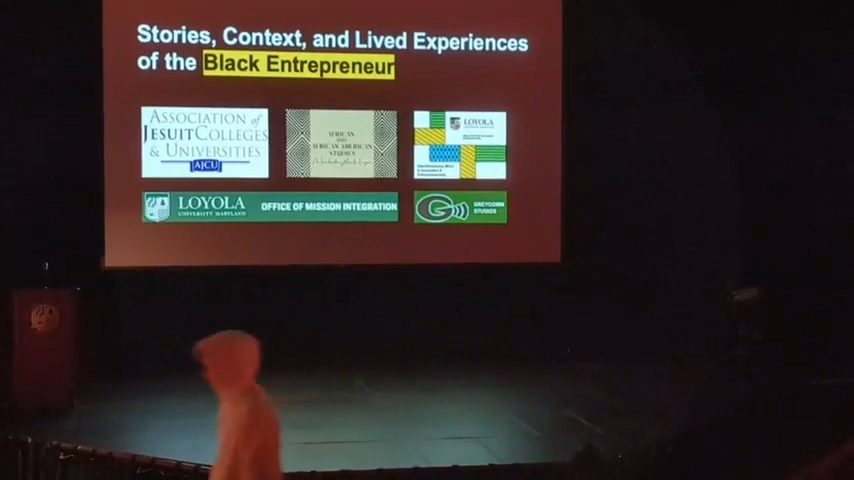 Stories, Context, and Lived Experiences
of the Black Entrepreneur
ASSOCIATION of
JESUIT COLLEGES
& UNIVERSITIES
AJCU
AFRICAN
AND
AFRICAN AMERICAN
STUDIES
LOYOLA
LOYOLA
UNIVERSITY MARYLAND
OFFICE OF MISSION INTEGRATION
G
GREYCOMM
STUDIOS